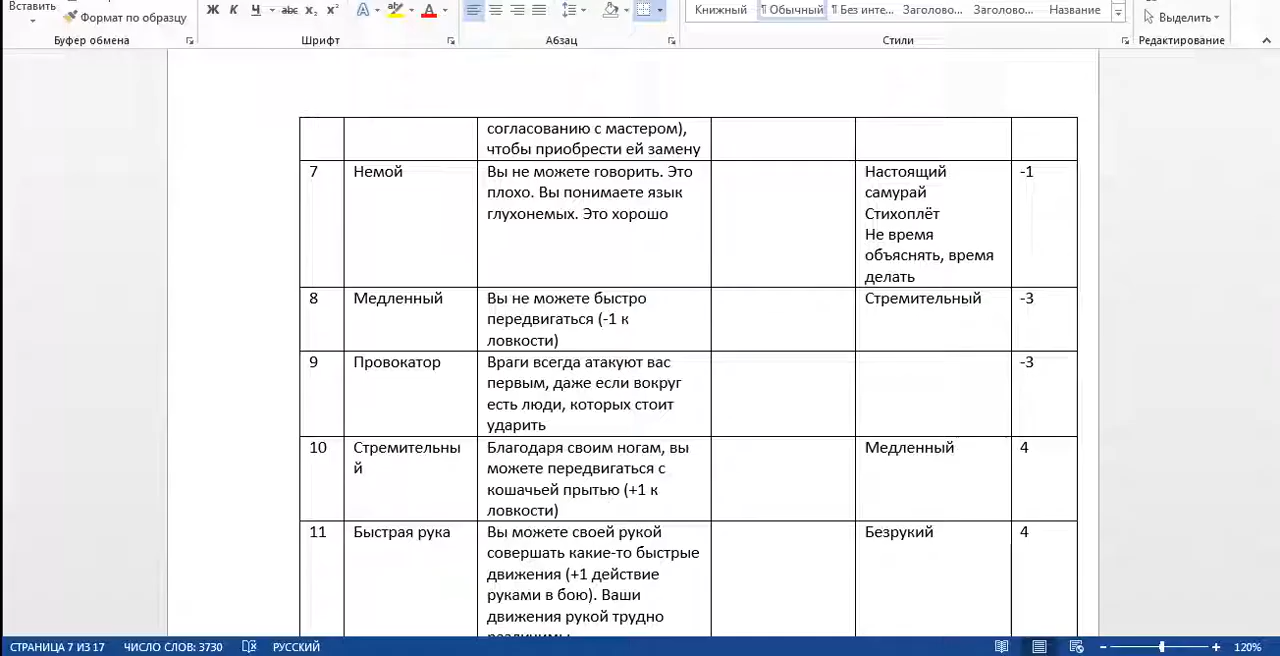 Вставить
Формат по образцу
Ж К Ч abc x₂ x²
А А
Книжный ¶ Обычный ¶ Без инте... Заголово... Заголово... Название
Выделить
Буфер обмена Шрифт Абзац Стили Редактирование
согласованию с мастером),
чтобы приобрести ей замену
7 Немой Вы не можете говорить. Это Настоящий -1
плохо. Вы понимаете язык самурай
глухонемых. Это хорошо Стихоплёт
Не время
объяснять, время
делать
8 Медленный Вы не можете быстро Стремительный -3
передвигаться (-1 к
ловкости)
9 Провокатор Враги всегда атакуют вас -3
первым, даже если вокруг
есть люди, которых стоит
ударить
10 Стремительны Благодаря своим ногам, вы Медленный 4
й можете передвигаться с
кошачьей прытью (+1 к
ловкости)
11 Быстрая рука Вы можете своей рукой Безрукий 4
совершать какие-то быстрые
движения (+1 действие
руками в бою). Ваши
движения рукой трудно
СТРАНИЦА 7 ИЗ 17 ЧИСЛО СЛОВ: 3730 РУССКИЙ 120%